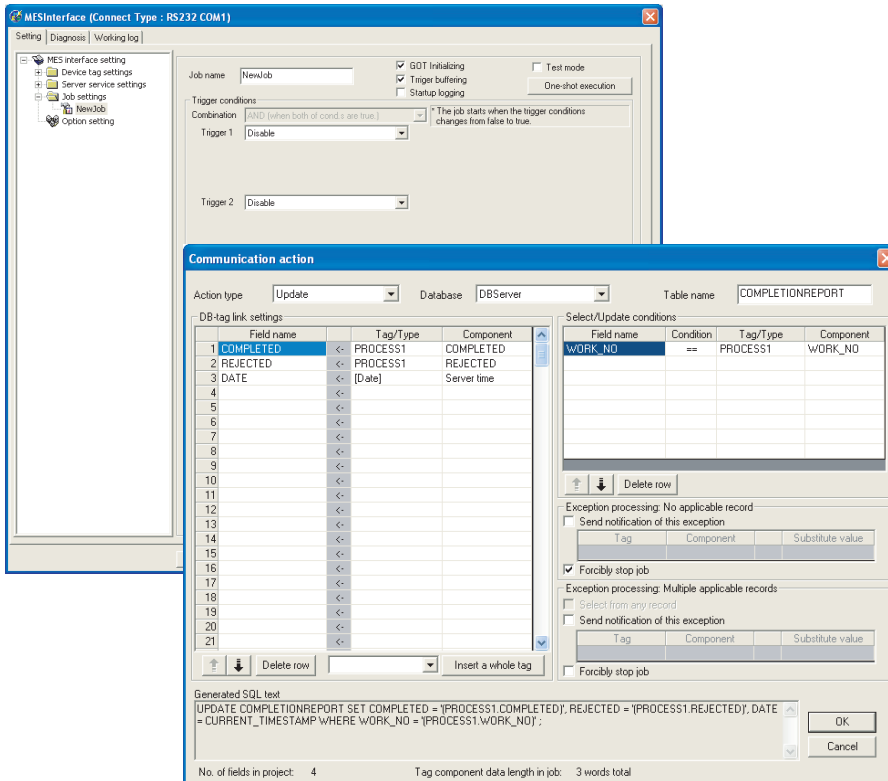 MESInterface (Connect Type : RS232 COM1)
Setting Diagnosis Working log
MES interface setting
Device tag settings
Server service settings
Job settings
NewJob
Option setting
Job name NewJob
GOT Initializing
Triger buffering
Startup logging
Test mode
One-shot execution
Trigger conditions
Combination AND (when both of cond.s are true.)
* The job starts when the trigger conditions
changes from false to true.
Trigger 1 Disable
Trigger 2 Disable
Communication action
Action type Update Database DBServer Table name COMPLETIONREPORT
DB-tag link settings
Field name Tag/Type Component
1 COMPLETED <- PROCESS1 COMPLETED
2 REJECTED <- PROCESS1 REJECTED
3 DATE <- [Date] Server time
4 <-
5 <-
6 <-
7 <-
8 <-
9 <-
10 <-
11 <-
12 <-
13 <-
14 <-
15 <-
16 <-
17 <-
18 <-
19 <-
20 <-
21 <-
Delete row Insert a whole tag
Select/Update conditions
Field name Condition Tag/Type Component
WORK_NO == PROCESS1 WORK_NO
Delete row
Exception processing: No applicable record
Send notification of this exception
Tag Component Substitute value
Forcibly stop job
Exception processing: Multiple applicable records
Select from any record
Send notification of this exception
Tag Component Substitute value
Forcibly stop job
Generated SQL text
UPDATE COMPLETIONREPORT SET COMPLETED = '(PROCESS1.COMPLETED)', REJECTED = '(PROCESS1.REJECTED)', DATE
= CURRENT_TIMESTAMP WHERE WORK_NO = '(PROCESS1.WORK_NO)' ;
OK
Cancel
No. of fields in project: 4 Tag component data length in job: 3 words total